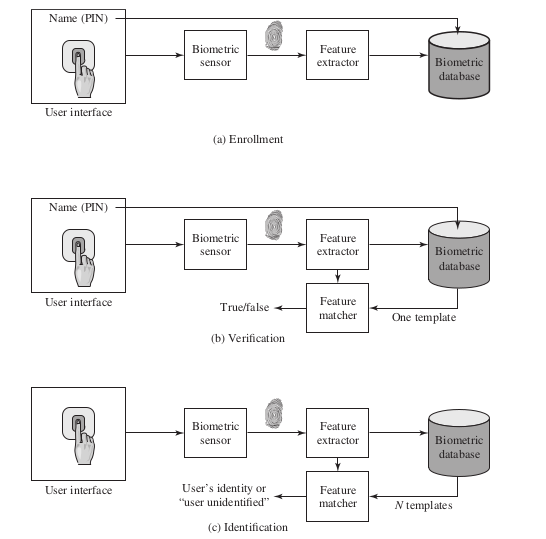 Name (PIN)
Biometric
sensor
Feature
extractor
Biometric
database
User interface
(a) Enrollment
Name (PIN)
Biometric
sensor
Feature
extractor
Biometric
database
User interface
True/false
Feature
matcher
One template
(b) Verification
Biometric
sensor
Feature
extractor
Biometric
database
User interface
User’s identity or
“user unidentified”
Feature
matcher
N templates
(c) Identification